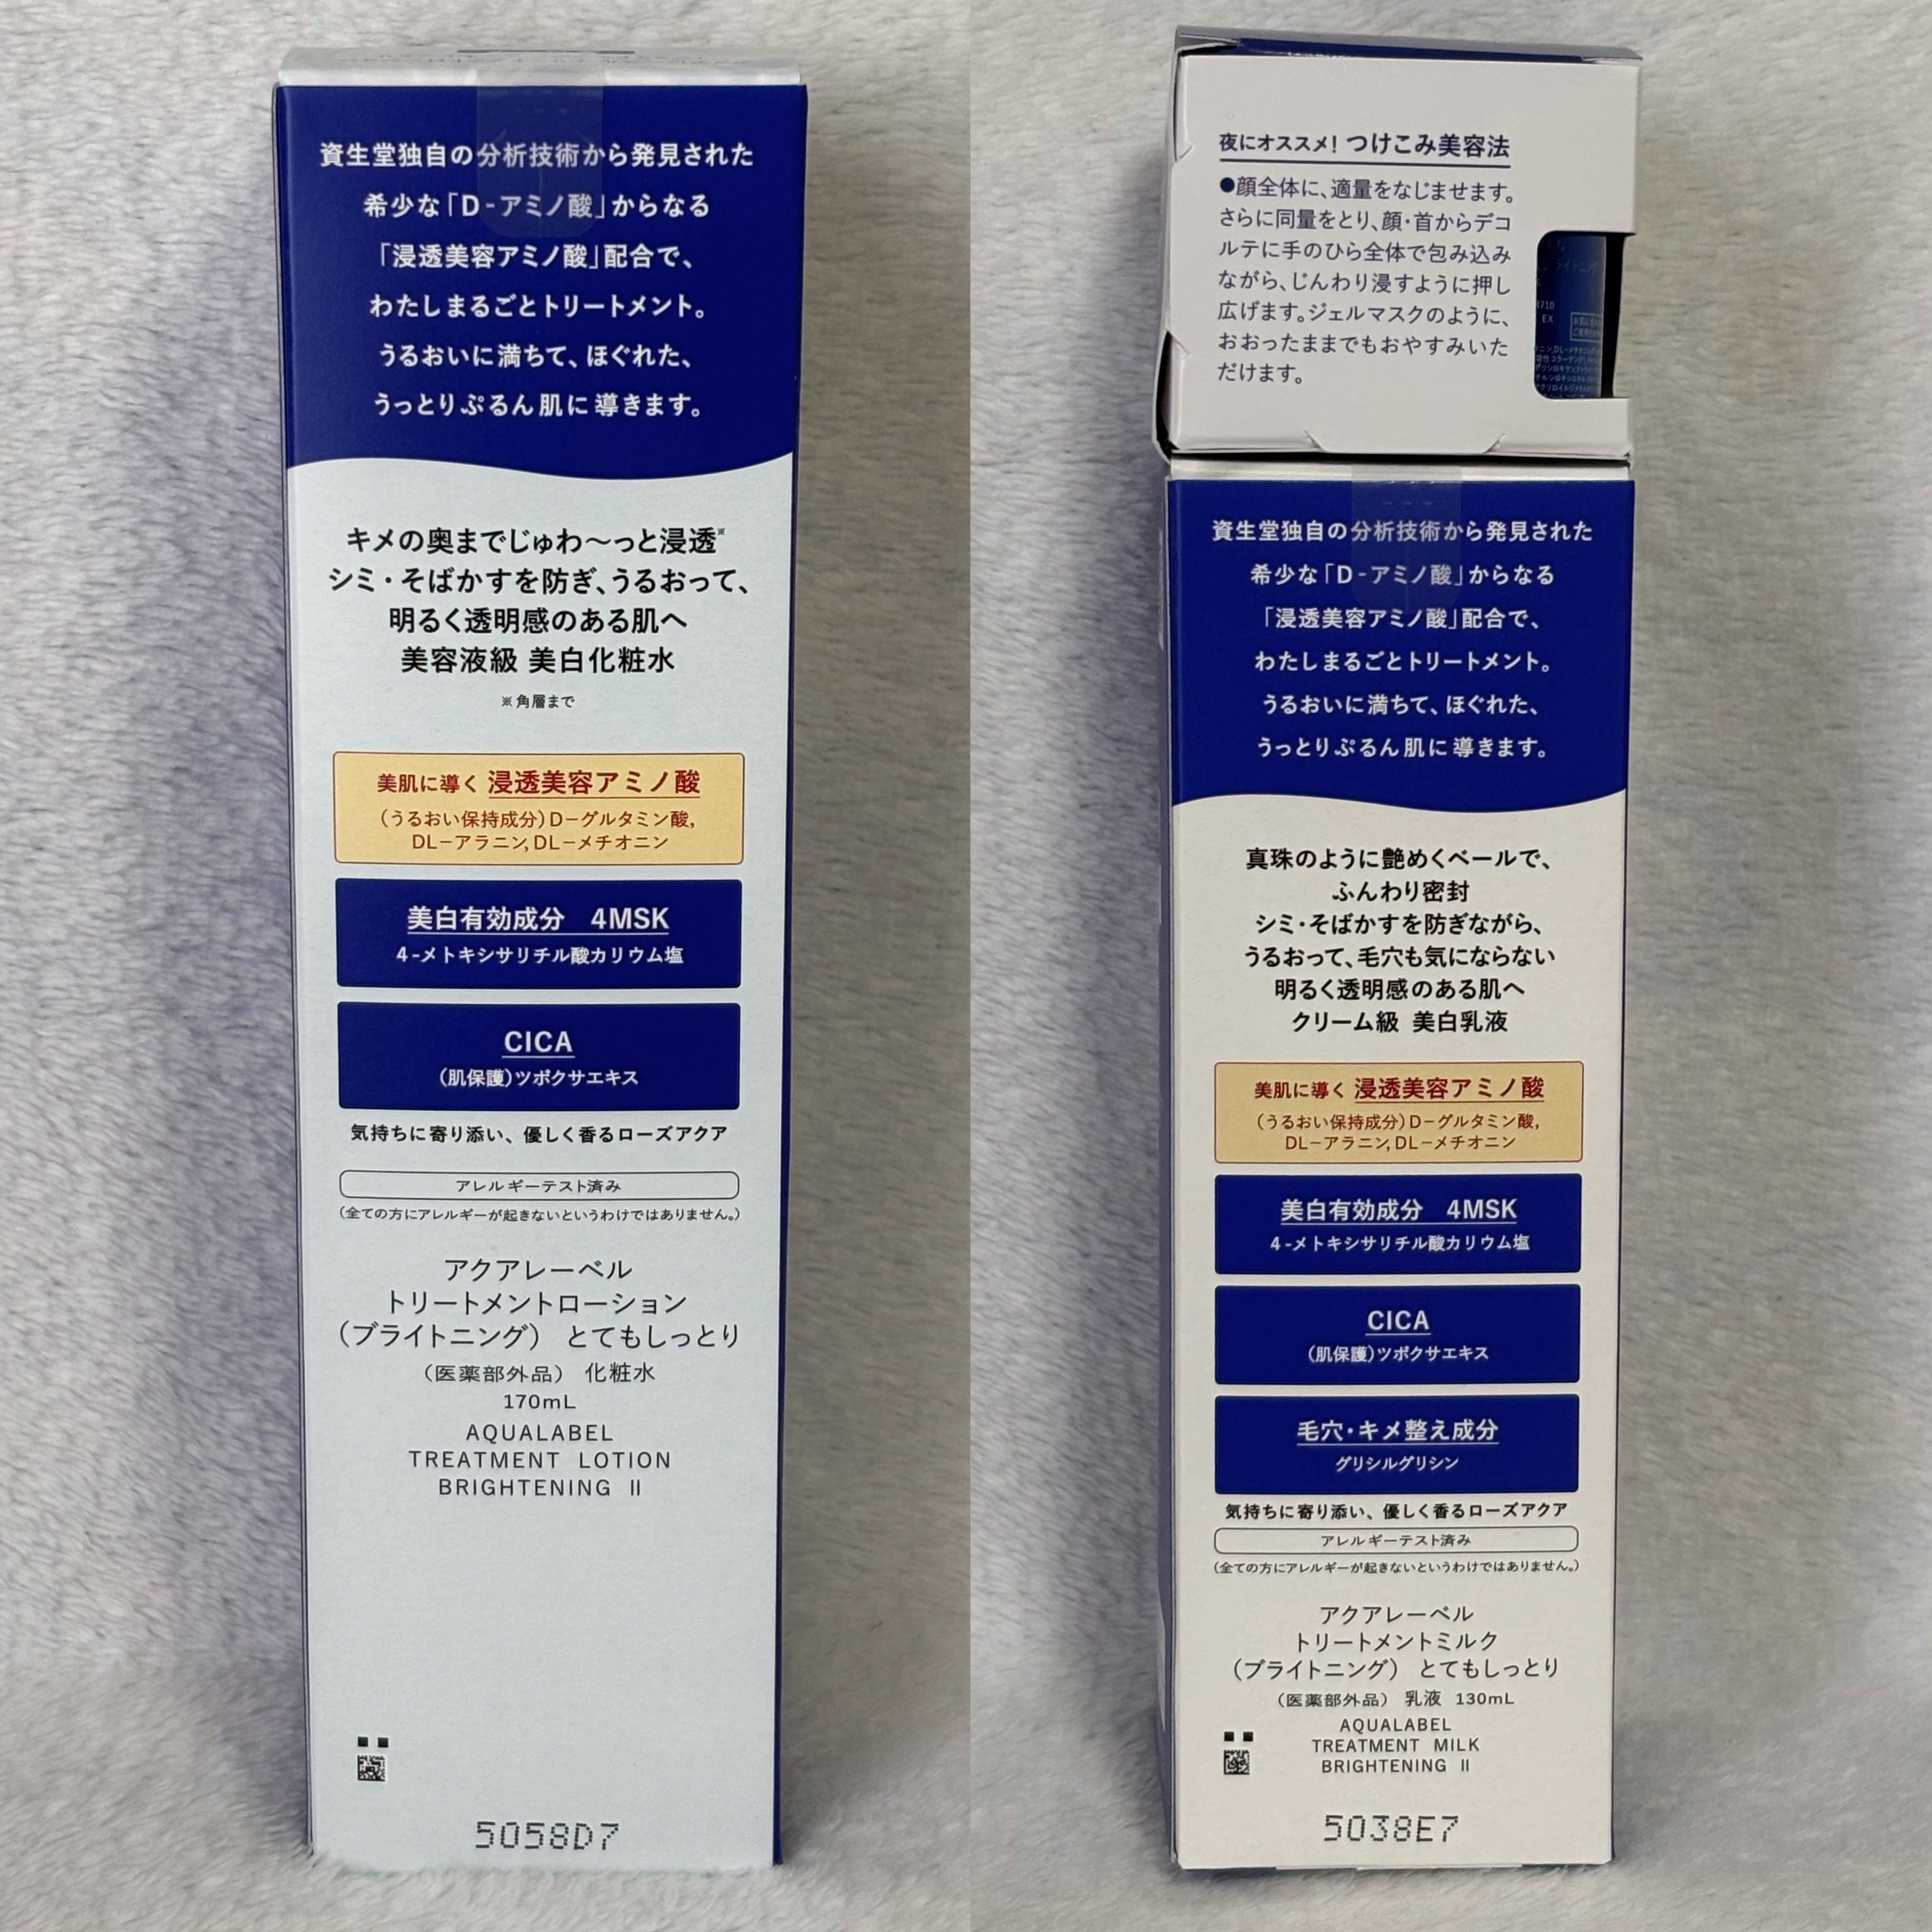 資生堂独自の分析技術から発見された
希少な「D-アミノ酸」からなる
「浸透美容アミノ酸」配合で、
わたしまるごとトリートメント。
うるおいに満ちて、ほぐれた、
うっとりぷるん肌に導きます。
キメの奥までじゅわ～っと浸透※
シミ・そばかすを防ぎ、うるおって、
明るく透明感のある肌へ
美容液級 美白化粧水
※角層まで
美肌に導く 浸透美容アミノ酸
(うるおい保持成分)D-グルタミン酸,
DL-アラニン,DL-メチオニン
美白有効成分 4MSK
4-メトキシサリチル酸カリウム塩
CICA
(肌保護)ツボクサエキス
気持ちに寄り添い、優しく香るローズアクア
アレルギーテスト済み
(全ての方にアレルギーが起きないというわけではありません。)
アクアレーベル
トリートメントローション
(ブライトニング) とてもしっとり
(医薬部外品) 化粧水
170mL
AQUALABEL
TREATMENT LOTION
BRIGHTENING II
5058D7
夜にオススメ! つけこみ美容法
●顔全体に、適量をなじませます。
さらに同量をとり、顔・首からデコ
ルテに手のひら全体で包み込み
ながら、じんわり浸すように押し
広げます。ジェルマスクのように、
おおったままでもおやすみいた
だけます。
ライトニング
4710
EX
資生堂独自の分析技術から発見された
希少な「D-アミノ酸」からなる
「浸透美容アミノ酸」配合で、
わたしまるごとトリートメント。
うるおいに満ちて、ほぐれた、
うっとりぷるん肌に導きます。
真珠のように艶めくベールで、
ふんわり密封
シミ・そばかすを防ぎながら、
うるおって、毛穴も気にならない
明るく透明感のある肌へ
クリーム級 美白乳液
美肌に導く 浸透美容アミノ酸
(うるおい保持成分)D-グルタミン酸,
DL-アラニン,DL-メチオニン
美白有効成分 4MSK
4-メトキシサリチル酸カリウム塩
CICA
(肌保護)ツボクサエキス
毛穴・キメ整え成分
グリシルグリシン
気持ちに寄り添い、優しく香るローズアクア
アレルギーテスト済み
(全ての方にアレルギーが起きないというわけではありません。)
アクアレーベル
トリートメントミルク
(ブライトニング) とてもしっとり
(医薬部外品) 乳液 130mL
AQUALABEL
TREATMENT MILK
BRIGHTENING II
5038E7